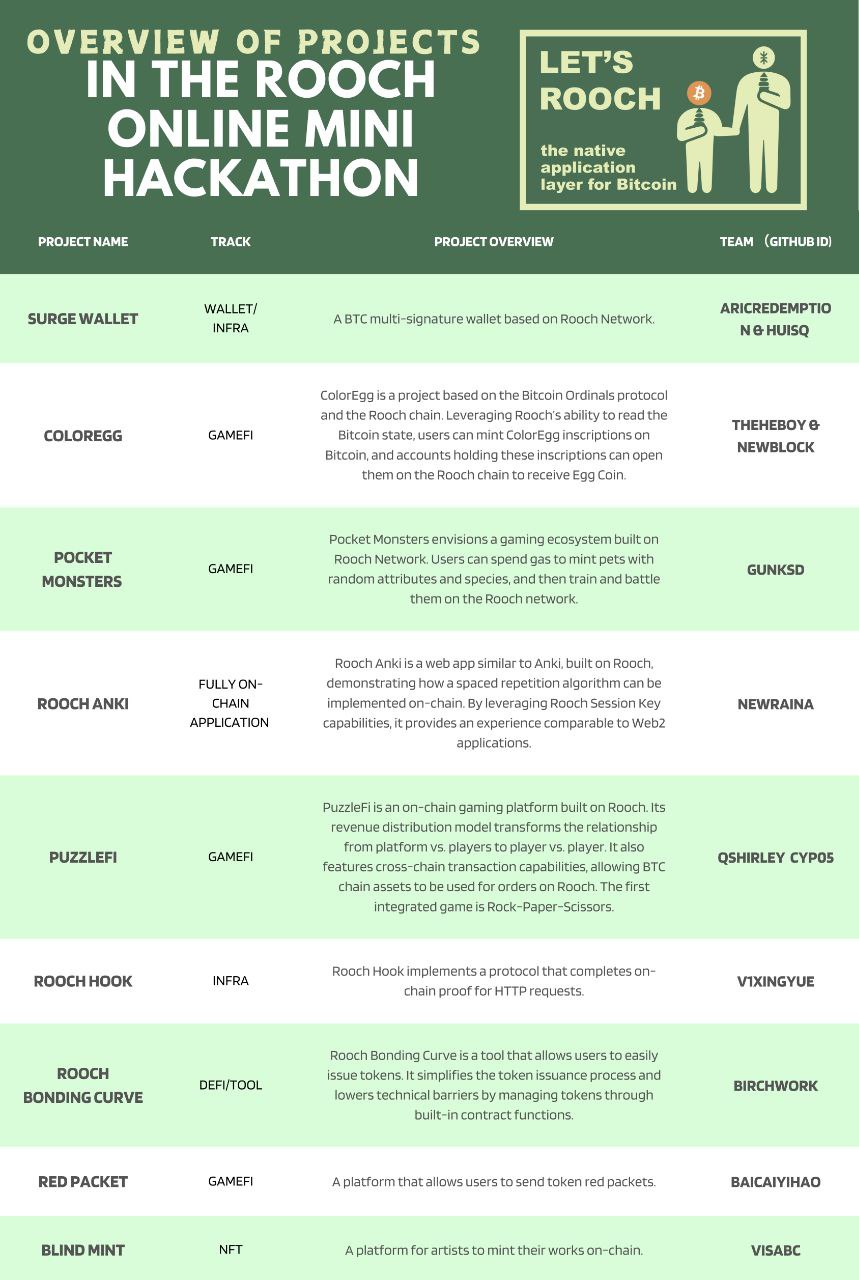 OVERVIEW OF PROJECTS
IN THE ROOCH
ONLINE MINI
HACKATHON
LET'S
ROOCH
the native
application
layer for Bitcoin
PROJECT NAME
TRACK
PROJECT OVERVIEW
TEAM （GITHUB ID)
SURGE WALLET
WALLET/
INFRA
A BTC multi-signature wallet based on Rooch Network.
ARICREDEMPTIO
N & HUISQ
COLOREGG
GAMEFI
ColorEgg is a project based on the Bitcoin Ordinals protocol
and the Rooch chain. Leveraging Rooch's ability to read the
Bitcoin state, users can mint ColorEgg inscriptions on
Bitcoin, and accounts holding these inscriptions can open
them on the Rooch chain to receive Egg Coin.
THEHEBOY &
NEWBLOCK
POCKET
MONSTERS
GAMEFI
Pocket Monsters envisions a gaming ecosystem built on
Rooch Network. Users can spend gas to mint pets with
random attributes and species, and then train and battle
them on the Rooch network.
GUNKSD
ROOCH ANKI
FULLY ON-
CHAIN
APPLICATION
Rooch Anki is a web app similar to Anki, built on Rooch,
demonstrating how a spaced repetition algorithm can be
implemented on-chain. By leveraging Rooch Session Key
capabilities, it provides an experience comparable to Web2
applications.
NEWRAINA
PUZZLEFI
GAMEFI
PuzzleFi is an on-chain gaming platform built on Rooch. Its
revenue distribution model transforms the relationship
from platform vs. players to player vs. player. It also
features cross-chain transaction capabilities, allowing BTC
chain assets to be used for orders on Rooch. The first
integrated game is Rock-Paper-Scissors.
QSHIRLEY CYP05
ROOCH HOOK
INFRA
Rooch Hook implements a protocol that completes on-
chain proof for HTTP requests.
V1XINGYUE
ROOCH
BONDING CURVE
DEFI/TOOL
Rooch Bonding Curve is a tool that allows users to easily
issue tokens. It simplifies the token issuance process and
lowers technical barriers by managing tokens through
built-in contract functions.
BIRCHWORK
RED PACKET
GAMEFI
A platform that allows users to send token red packets.
BAICAIYIHAO
BLIND MINT
NFT
A platform for artists to mint their works on-chain.
VISABC